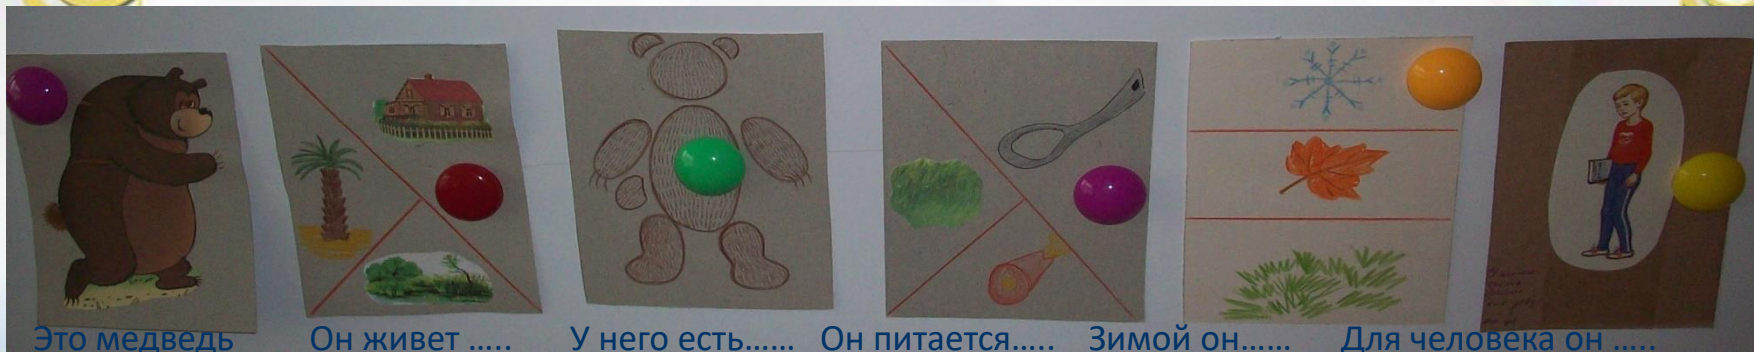 Это медведь Он живет ….. У него есть…... Он питается….. Зимой он…... Для человека он …..